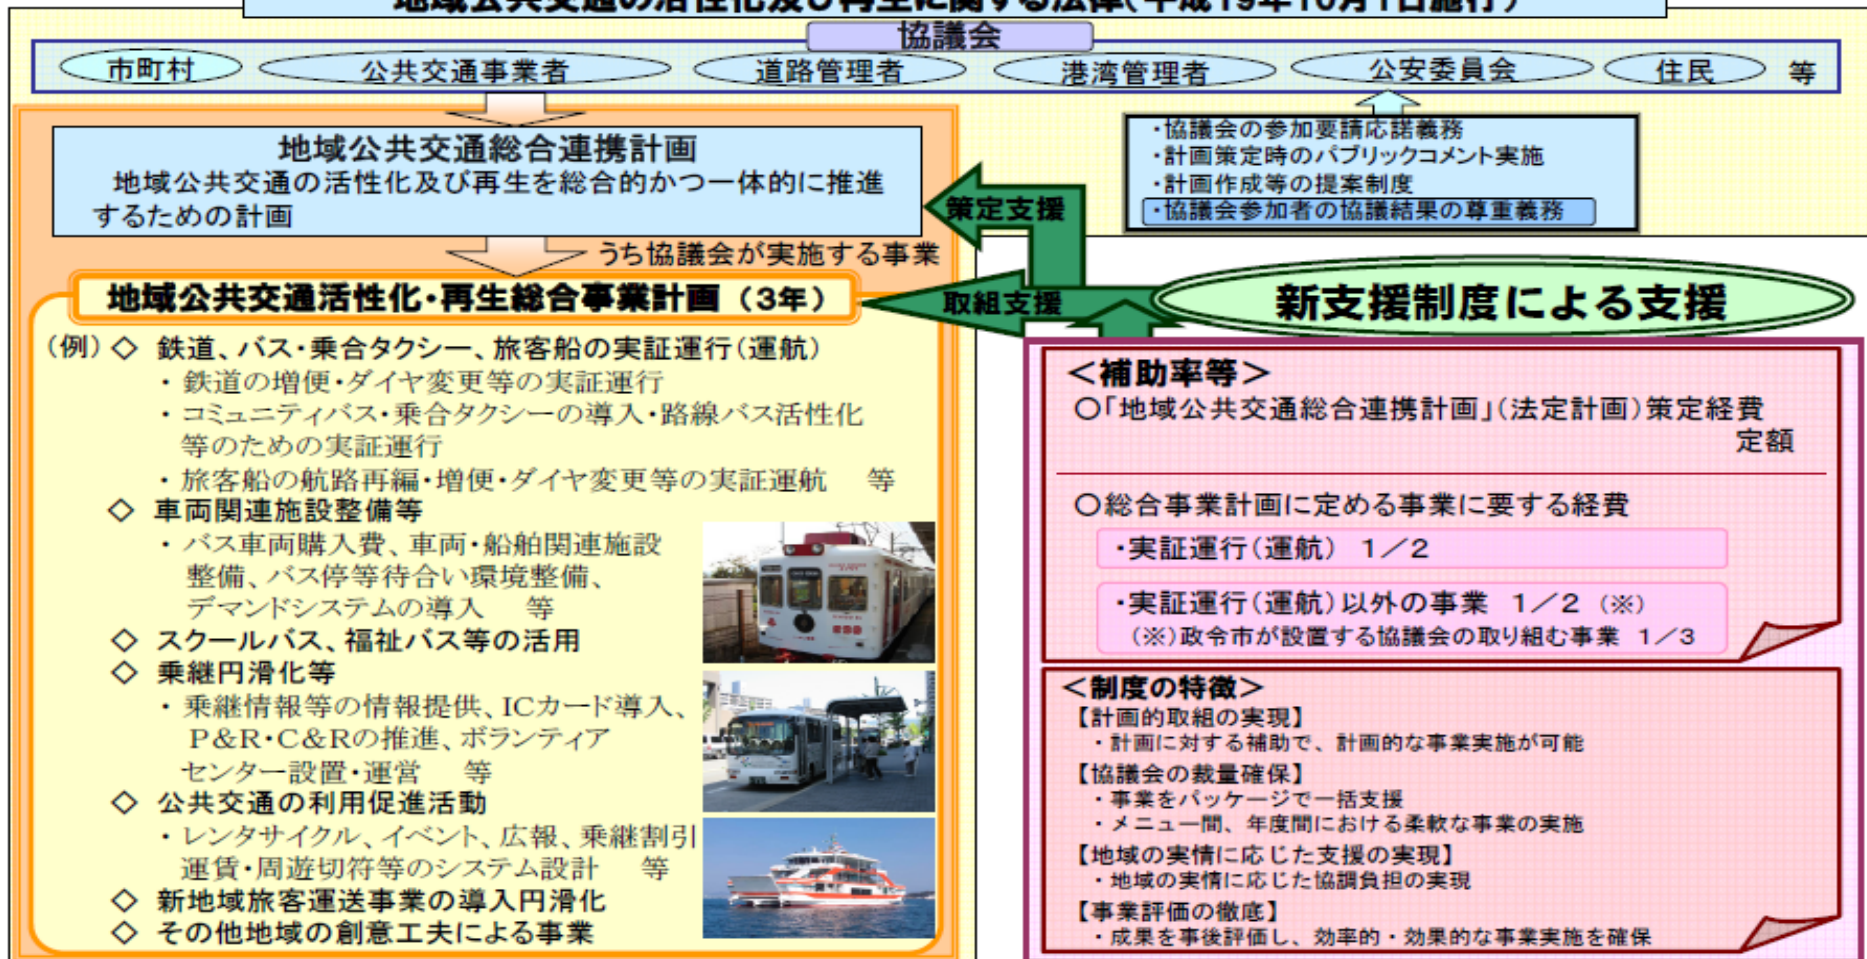 地域公共交通の活性化及び再生に関する法律(平成19年10月1日施行)
協議会
市町村 公共交通事業者 道路管理者 港湾管理者 公安委員会 住民 等
地域公共交通総合連携計画
地域公共交通の活性化及び再生を総合的かつ一体的に推進
するための計画
・協議会の参加要請応諾義務
・計画策定時のパブリックコメント実施
・計画作成等の提案制度
・協議会参加者の協議結果の尊重義務
策定支援
うち協議会が実施する事業
地域公共交通活性化・再生総合事業計画(3年)
取組支援
新支援制度による支援
(例)◇ 鉄道、バス・乗合タクシー、旅客船の実証運行(運航)
・鉄道の増便・ダイヤ変更等の実証運行
・コミュニティバス・乗合タクシーの導入・路線バス活性化
等のための実証運行
・旅客船の航路再編・増便・ダイヤ変更等の実証運航 等
◇ 車両関連施設整備等
・バス車両購入費、車両・船舶関連施設
整備、バス停等待合い環境整備、
デマンドシステムの導入 等
◇ スクールバス、福祉バス等の活用
◇ 乗継円滑化等
・乗継情報等の情報提供、ICカード導入、
P&R・C&Rの推進、ボランティア
センター設置・運営 等
◇ 公共交通の利用促進活動
・レンタサイクル、イベント、広報、乗継割引
運賃・周遊切符等のシステム設計 等
◇ 新地域旅客運送事業の導入円滑化
◇ その他地域の創意工夫による事業
<補助率等>
○「地域公共交通総合連携計画」(法定計画)策定経費
定額
○総合事業計画に定める事業に要する経費
・実証運行(運航) 1/2
・実証運行(運航)以外の事業 1/2 (※)
(※)政令市が設置する協議会の取り組む事業 1/3
<制度の特徴>
【計画的取組の実現】
・計画に対する補助で、計画的な事業実施が可能
【協議会の裁量確保】
・事業をパッケージで一括支援
・メニュー間、年度間における柔軟な事業の実施
【地域の実情に応じた支援の実現】
・地域の実情に応じた協調負担の実現
【事業評価の徹底】
・成果を事後評価し、効率的・効果的な事業実施を確保